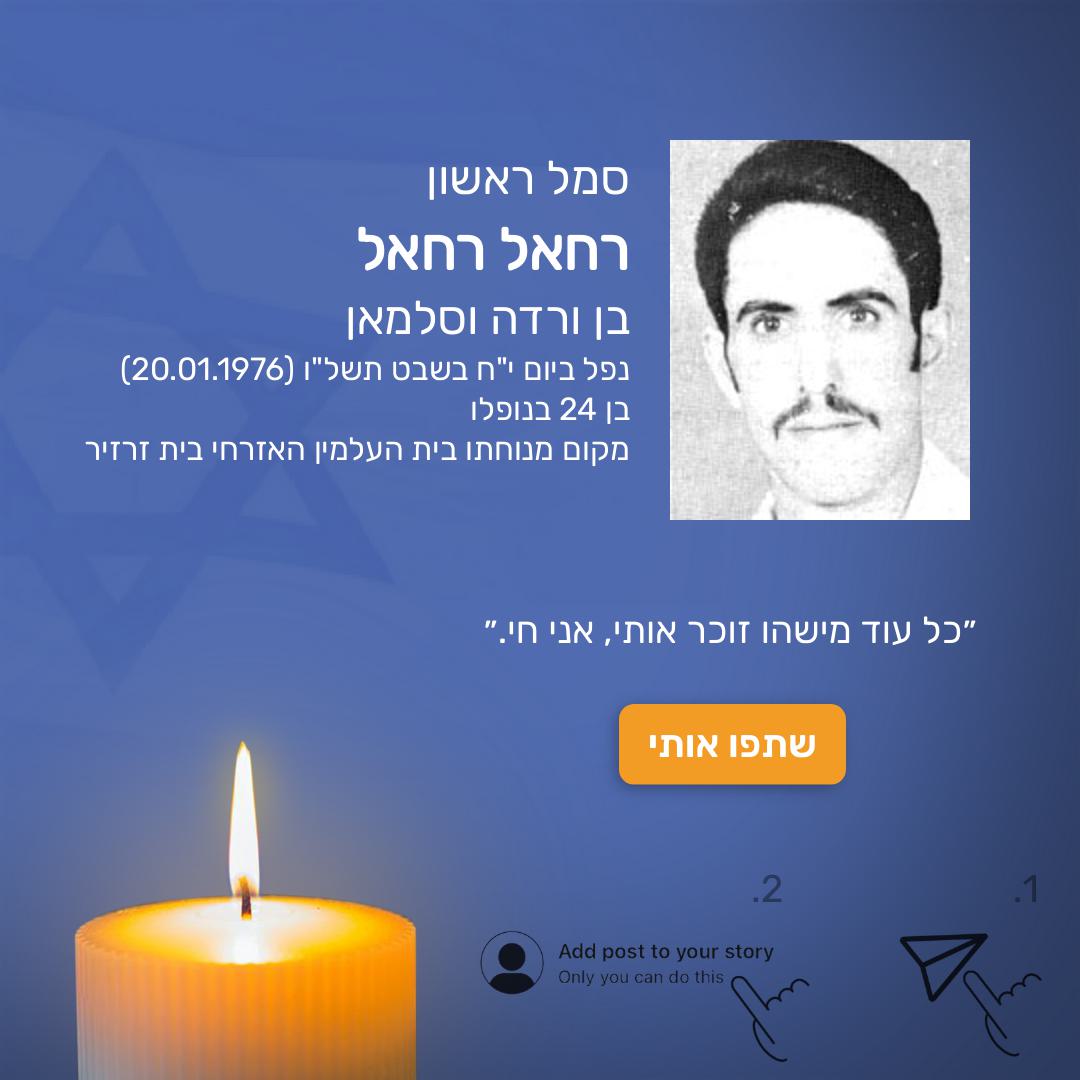 סמל ראשון
רחאל רחאל
בן ורדה וסלמאן
נפל ביום י"ח בשבט תשל"ו (20.01.1976)
בן 24 בנופלו
מקום מנוחתו בית העלמין האזרחי בית זרזיר
״כל עוד מישהו זוכר אותי, אני חי.״
שתפו אותי
1.
2.
Add post to your story
Only you can do this